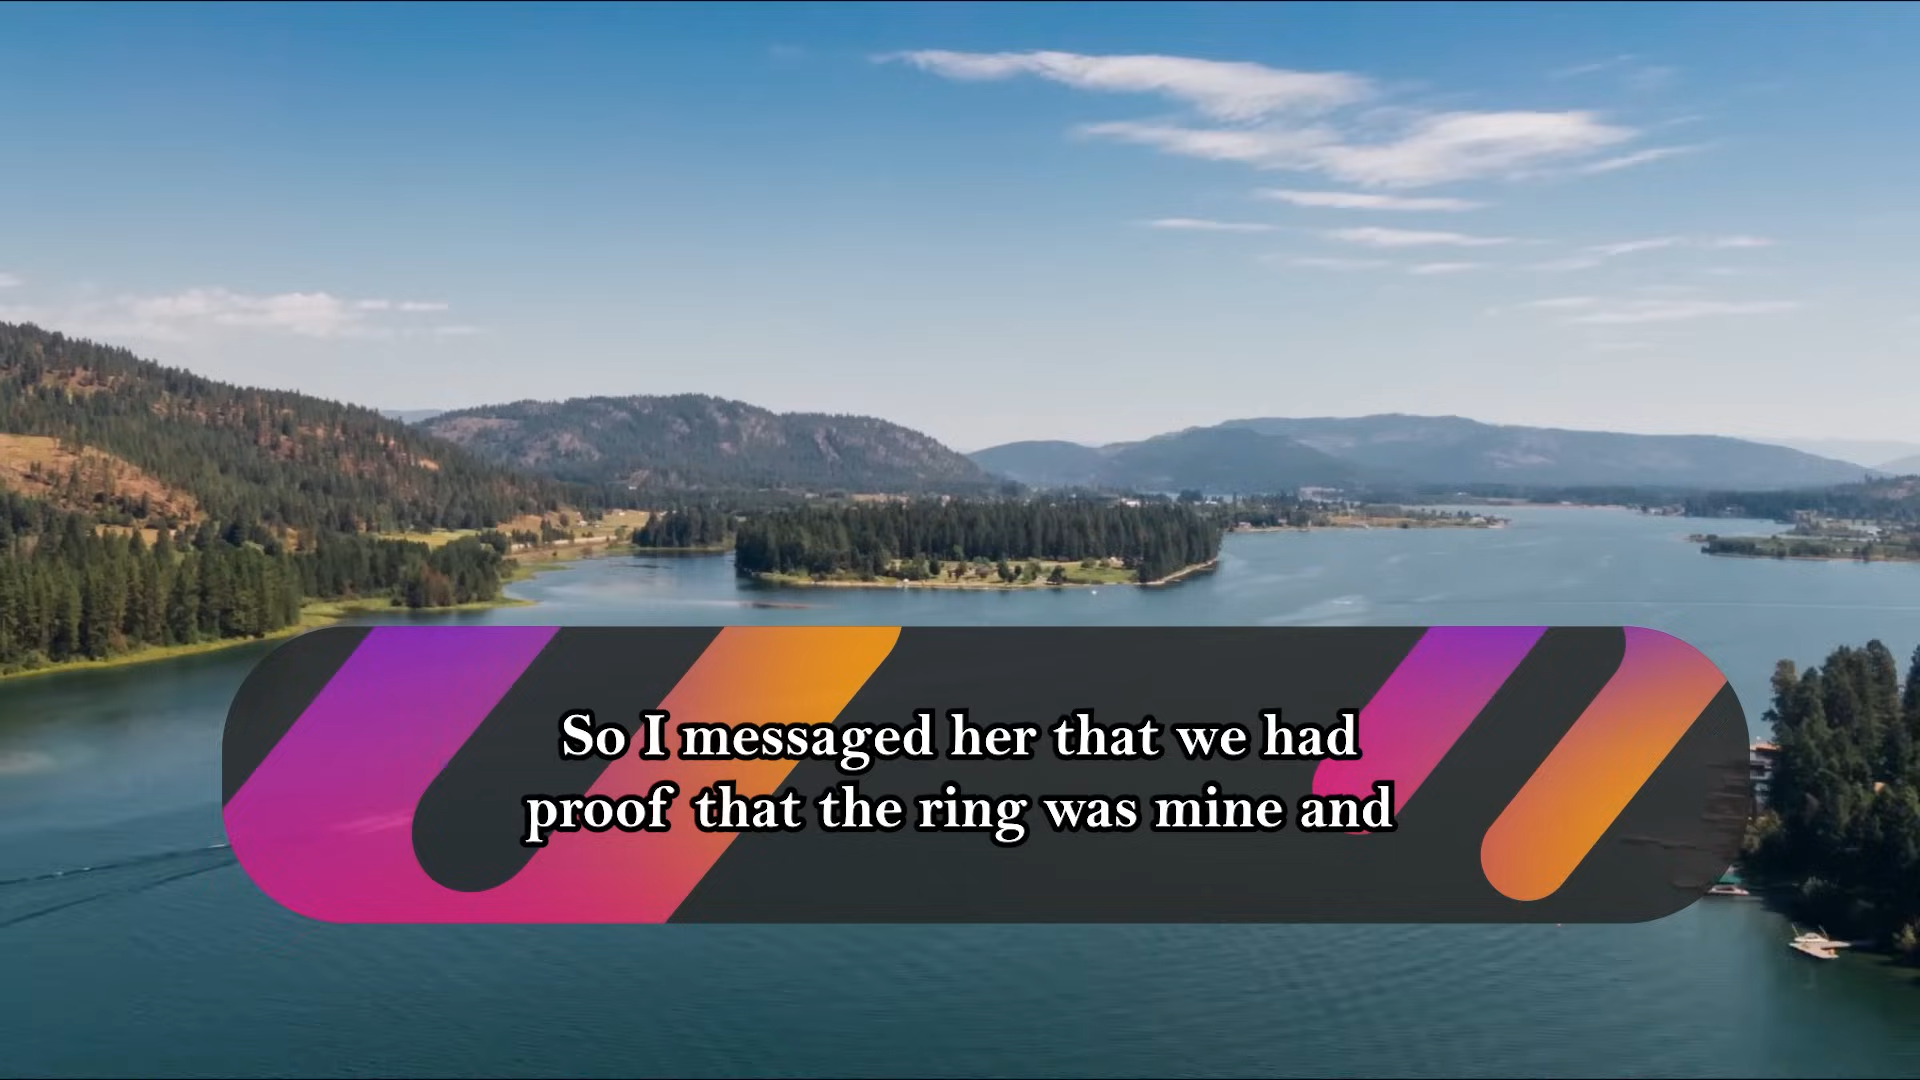 So I messaged her that we had
proof that the ring was mine and